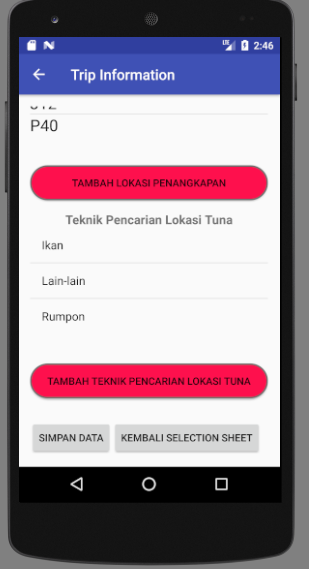 2:46
Trip Information
P40
TAMBAH LOKASI PENANGKAPAN
Teknik Pencarian Lokasi Tuna
Ikan
Lain-lain
Rumpon
TAMBAH TEKNIK PENCARIAN LOKASI TUNA
SIMPAN DATA KEMBALI SELECTION SHEET